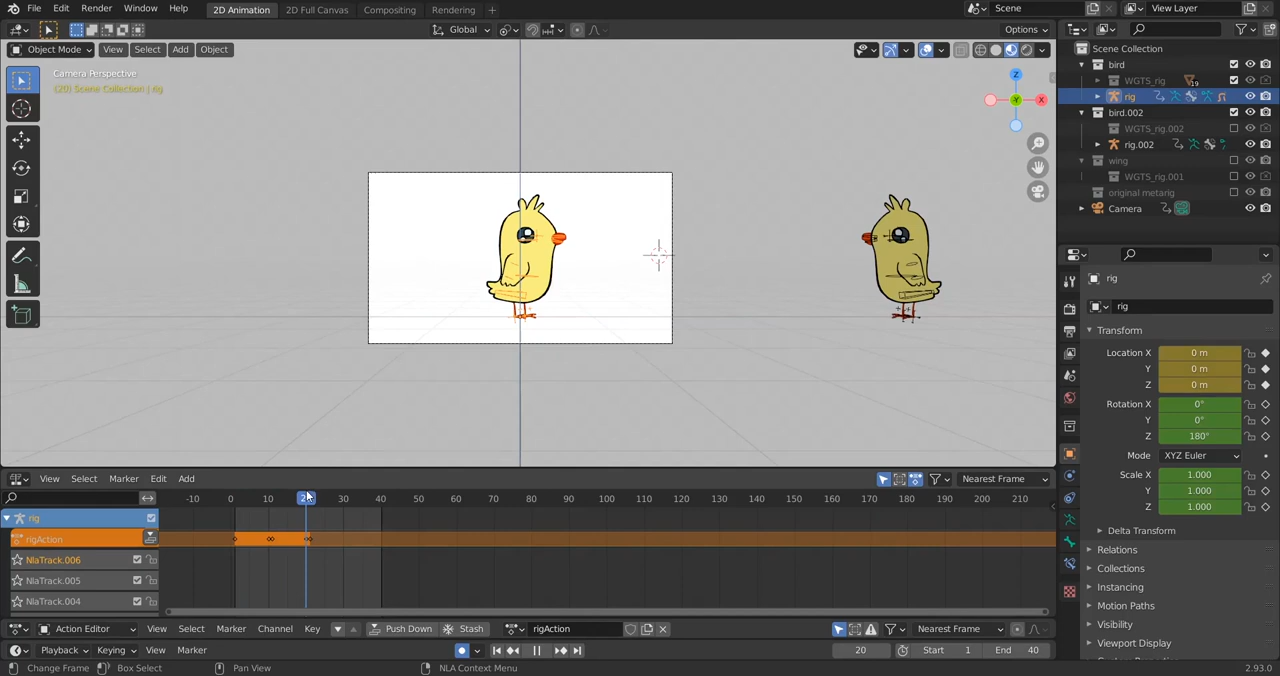 File Edit Render Window Help 2D Animation 2D Full Canvas Compositing Rendering + Scene View Layer
Global Options
Object Mode View Select Add Object
Camera Perspective
(20) Scene Collection | rig
Z
Y
X
Scene Collection
bird
WGTS_rig 19
rig
bird.002
WGTS_rig.002
rig.002
wing
WGTS_rig.001
original metarig
Camera
rig
rig
Transform
Location X 0 m
Y 0 m
Z 0 m
Rotation X 0°
Y 0°
Z 180°
Mode XYZ Euler
Scale X 1.000
Y 1.000
Z 1.000
Delta Transform
Relations
Collections
Instancing
Motion Paths
Visibility
Viewport Display
View Select Marker Edit Add Nearest Frame
-10 0 10 30 40 50 60 70 80 90 100 110 120 130 140 150 160 170 180 190 200 210
rig
rigAction
NlaTrack.006
NlaTrack.005
NlaTrack.004
Action Editor View Select Marker Channel Key Push Down Stash rigAction Nearest Frame
Playback Keying View Marker 20 Start 1 End 40
Change Frame Box Select Pan View NLA Context Menu 2.93.0